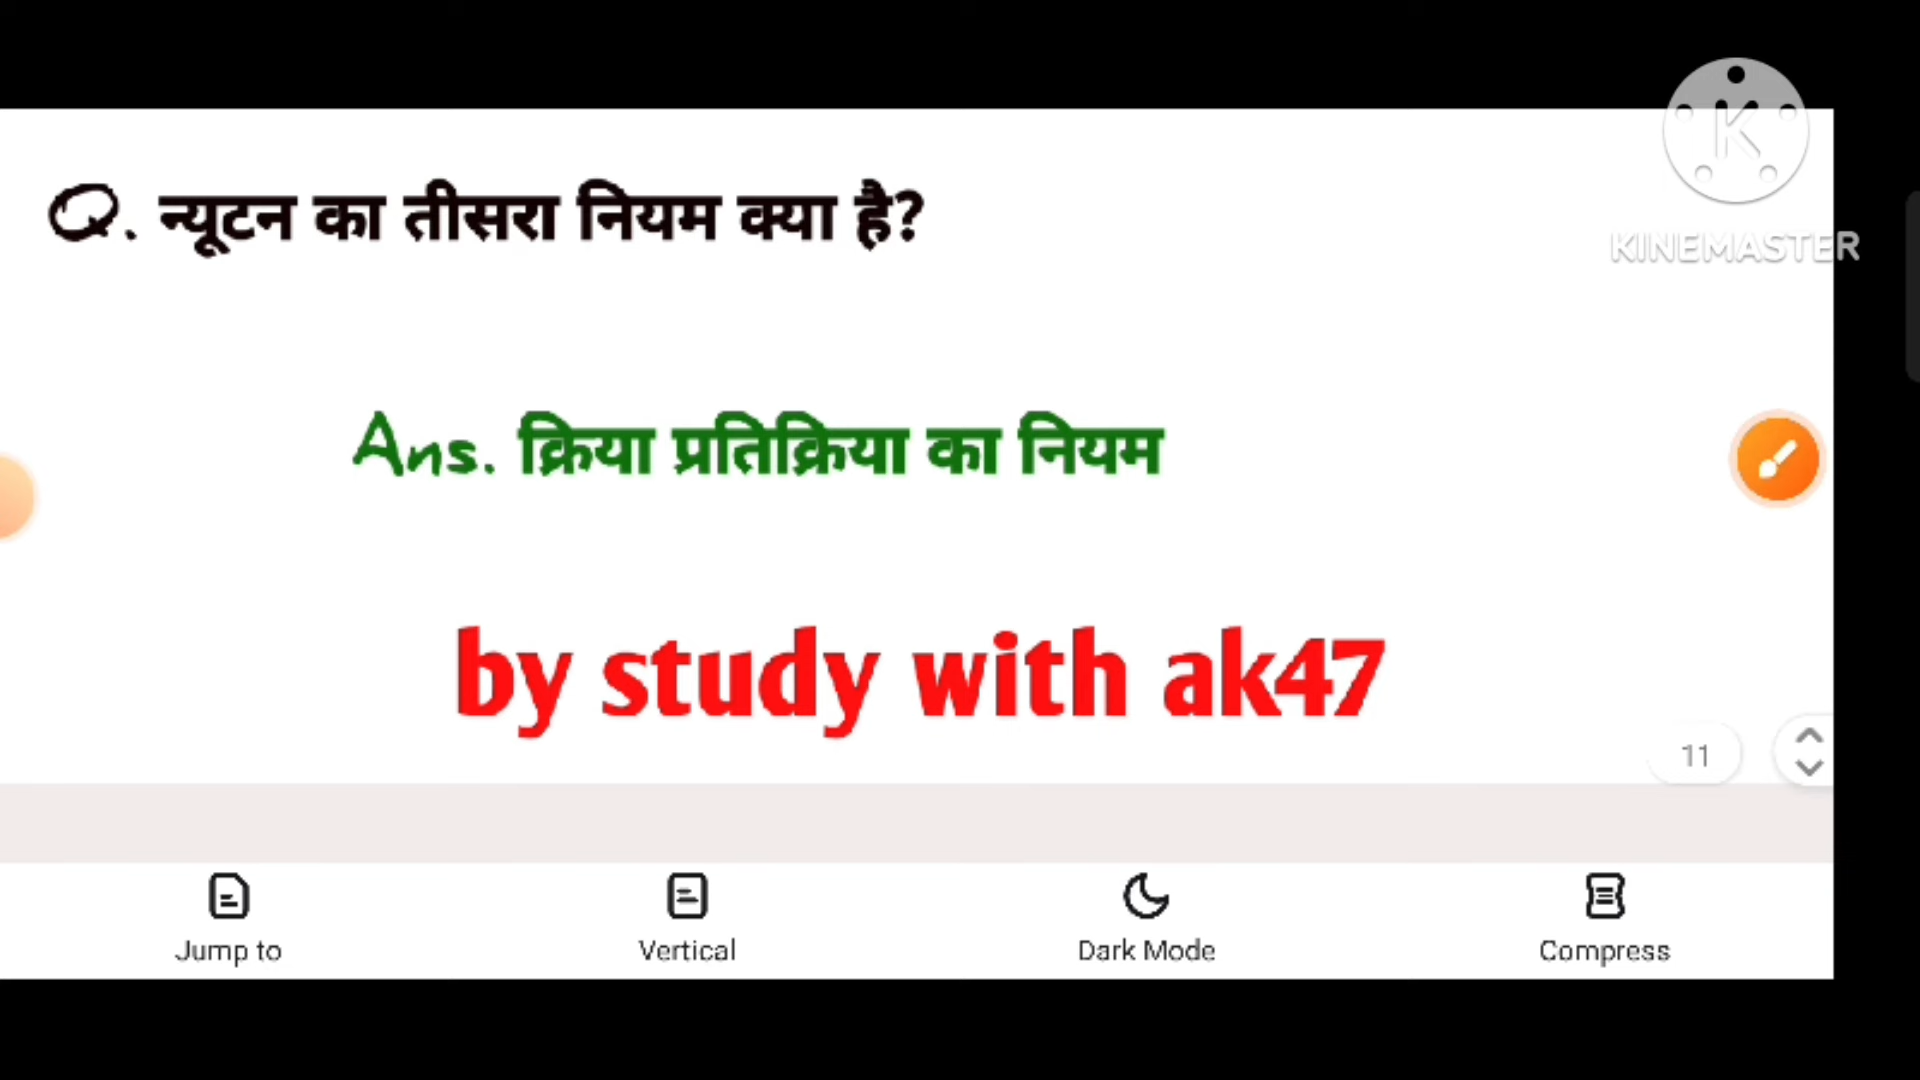 Q. न्यूटन का तीसरा नियम क्या है?
K
KINEMASTER
Ans. क्रिया प्रतिक्रिया का नियम
by study with ak47
11
Jump to
Vertical
Dark Mode
Compress